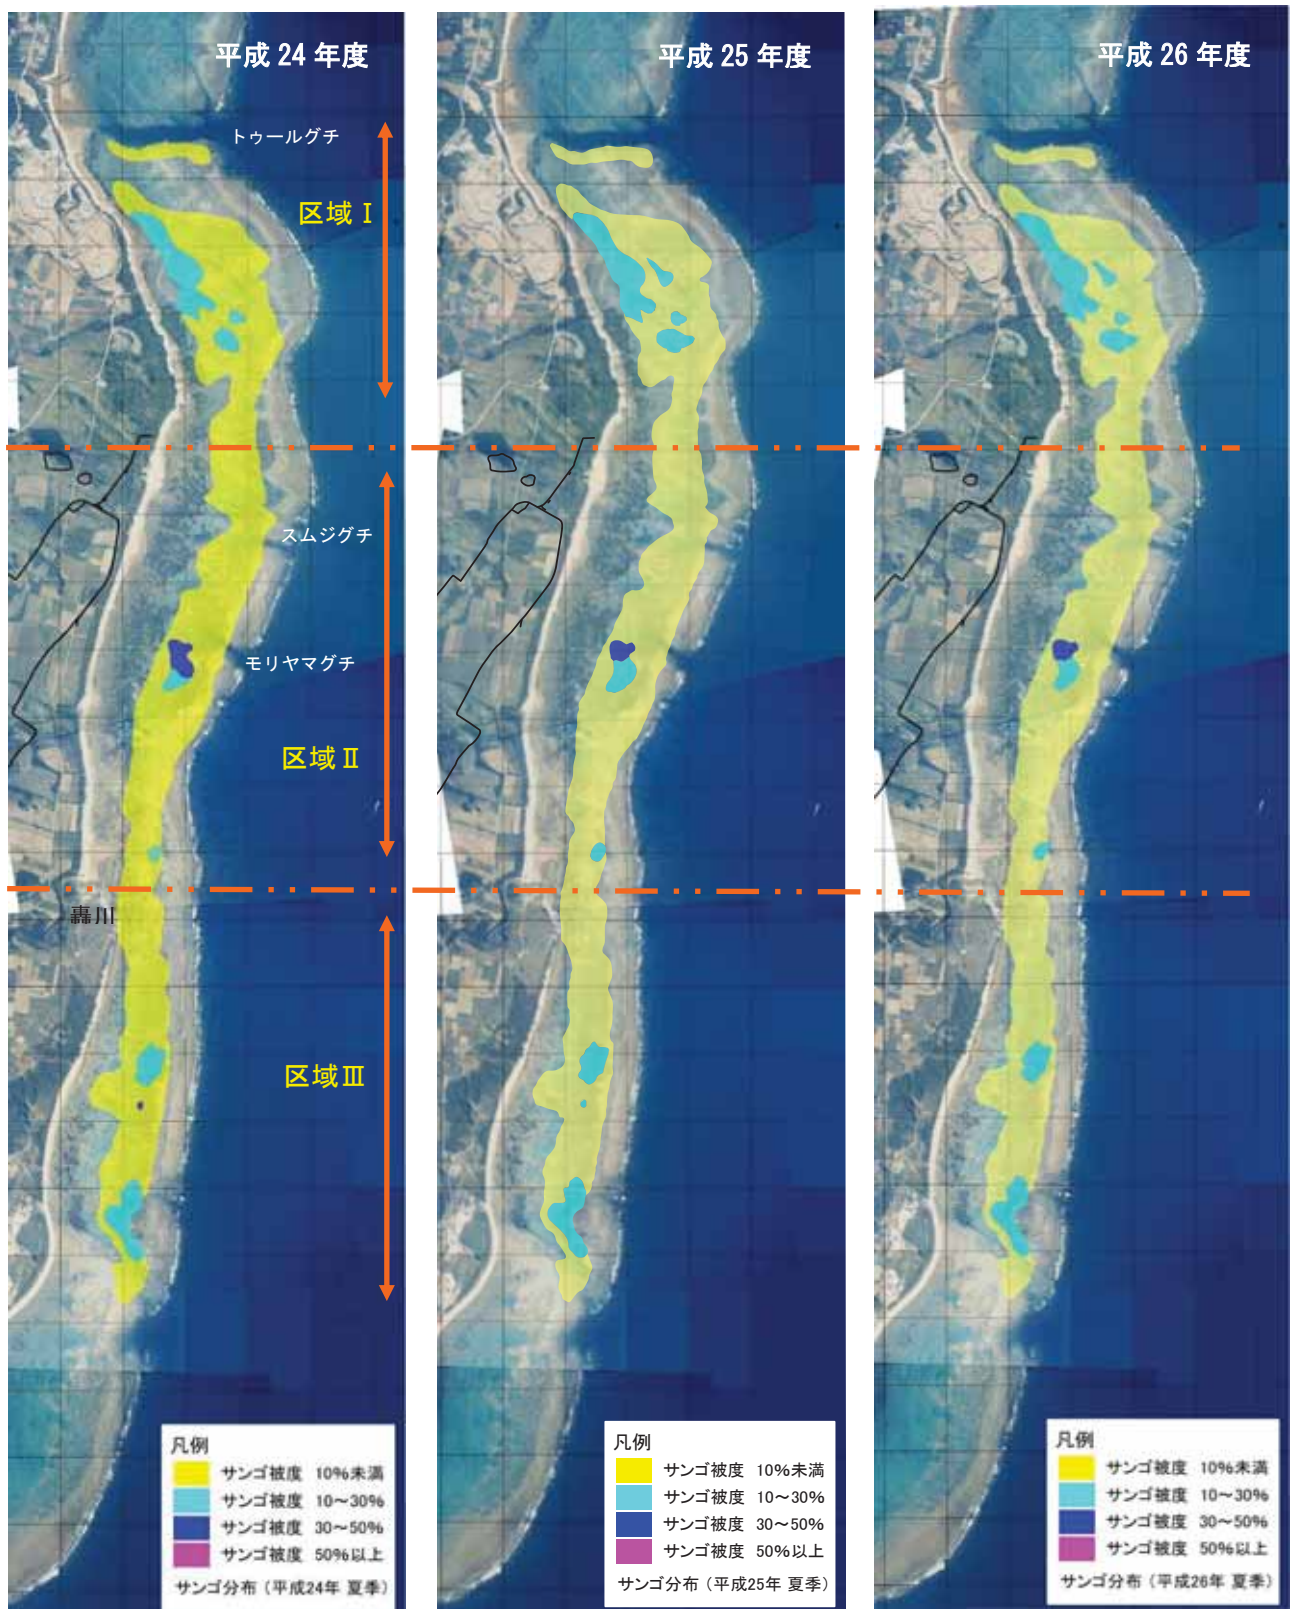 平成 24 年度
トゥールグチ
区域 Ⅰ
スムジグチ
モリヤマグチ
区域 Ⅱ
轟川
区域 Ⅲ
凡例
サンゴ被度 10%未満
サンゴ被度 10～30%
サンゴ被度 30～50%
サンゴ被度 50%以上
サンゴ分布（平成24年 夏季）
平成 25 年度
凡例
サンゴ被度 10%未満
サンゴ被度 10～30%
サンゴ被度 30～50%
サンゴ被度 50%以上
サンゴ分布（平成25年 夏季）
平成 26 年度
凡例
サンゴ被度 10%未満
サンゴ被度 10～30%
サンゴ被度 30～50%
サンゴ被度 50%以上
サンゴ分布（平成26年 夏季）